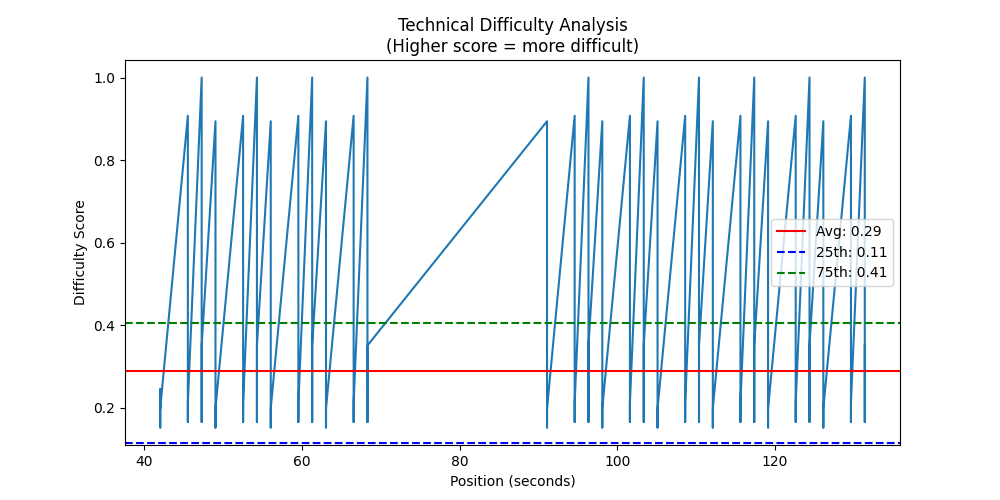 Technical Difficulty Analysis
(Higher score = more difficult)
Difficulty Score
1.0
0.8
0.6
0.4
0.2
Avg: 0.29
25th: 0.11
75th: 0.41
40 60 80 100 120
Position (seconds)